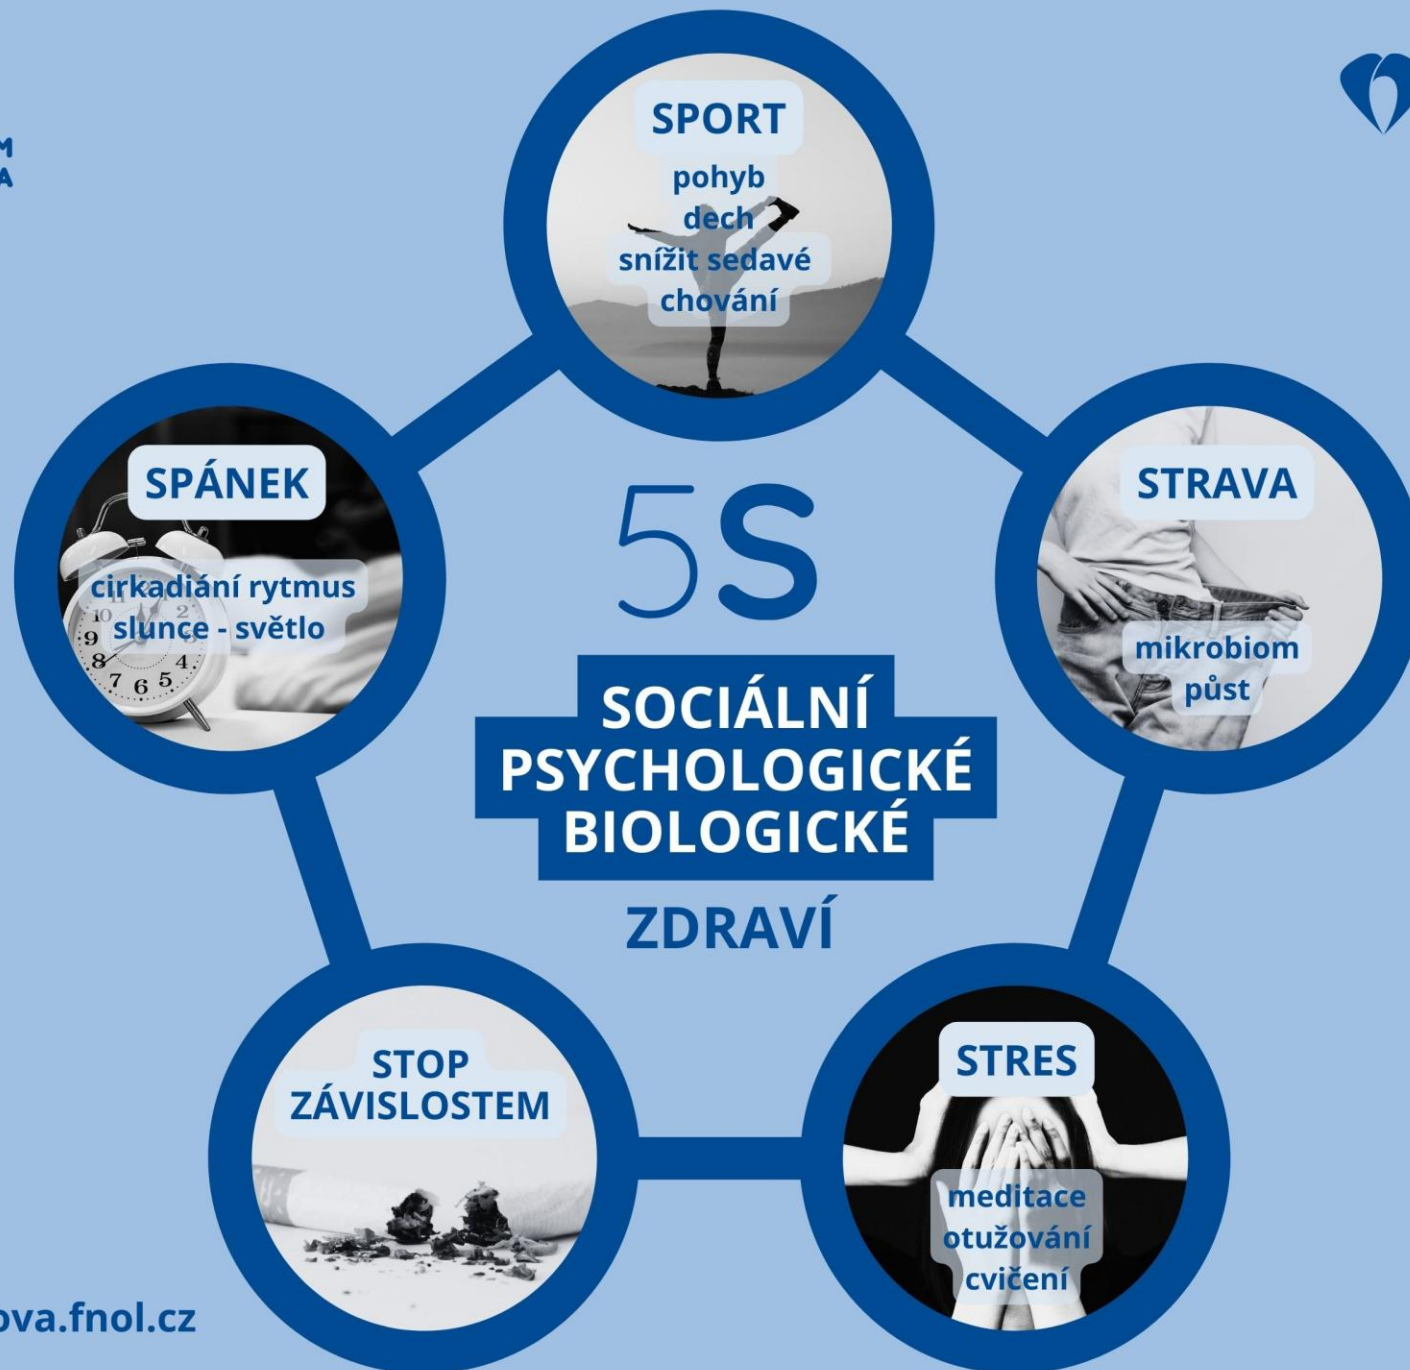 SPORT
pohyb
dech
snížit sedavé
chování
SPÁNEK
cirkadiání rytmus
slunce - světlo
STRAVA
mikrobiom
půst
5S
SOCIÁLNÍ
PSYCHOLOGICKÉ
BIOLOGICKÉ
ZDRAVÍ
STOP
ZÁVISLOSTEM
STRES
meditace
otužování
cvičení
ova.fnol.cz